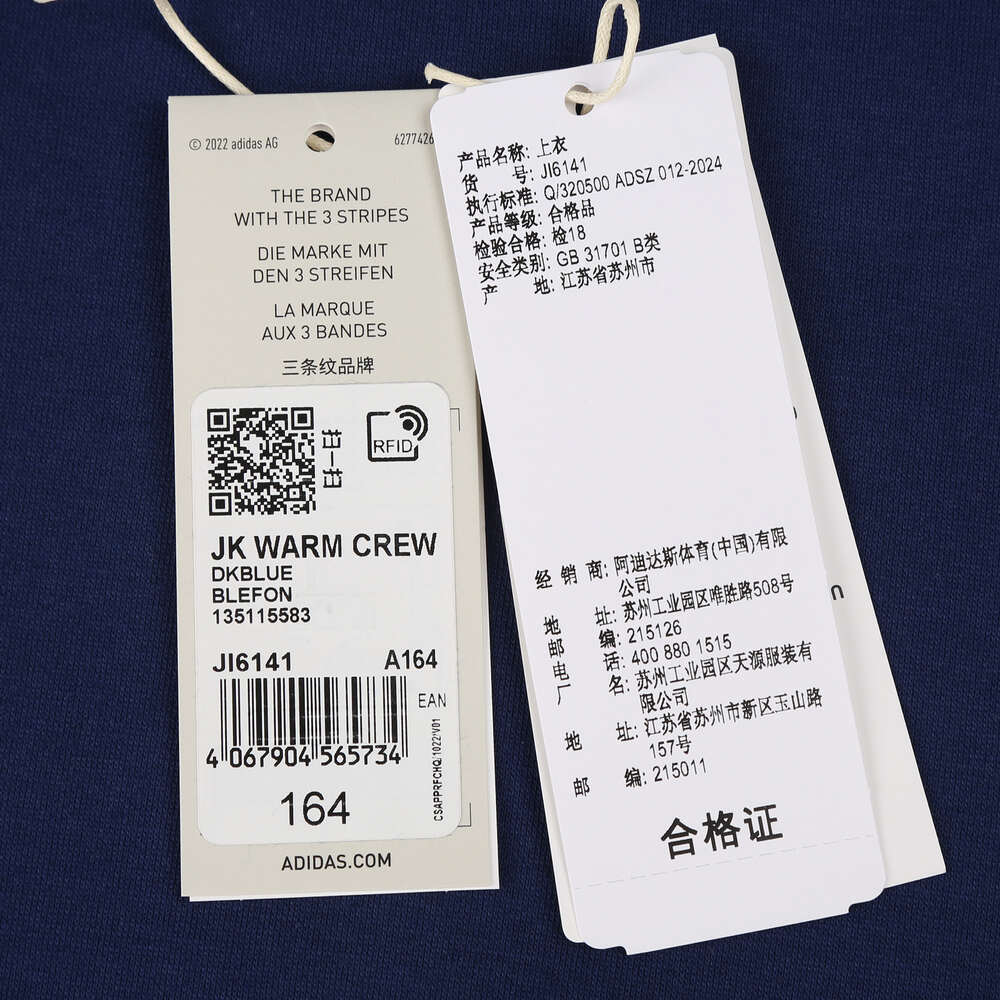 © 2022 adidas AG
6277426
THE BRAND
WITH THE 3 STRIPES
DIE MARKE MIT
DEN 3 STREIFEN
LA MARQUE
AUX 3 BANDES
三条纹品牌
扫一扫
RFID
JK WARM CREW
DKBLUE
BLEFON
135115583
JI6141 A164
EAN
4 067904 565734
CSAPPRFCHQ/1022/V01
164
ADIDAS.COM
产品名称: 上衣
货 号: JI6141
执行标准: Q/320500 ADSZ 012-2024
产品等级: 合格品
检验合格: 检18
安全类别: GB 31701 B类
产 地: 江苏省苏州市
经 销 商: 阿迪达斯体育(中国)有限
公司
地 址: 苏州工业园区唯胜路508号
邮 编: 215126
电 话: 400 880 1515
厂 名: 苏州工业园区天源服装有
限公司
地 址: 江苏省苏州市新区玉山路
157号
邮 编: 215011
合格证